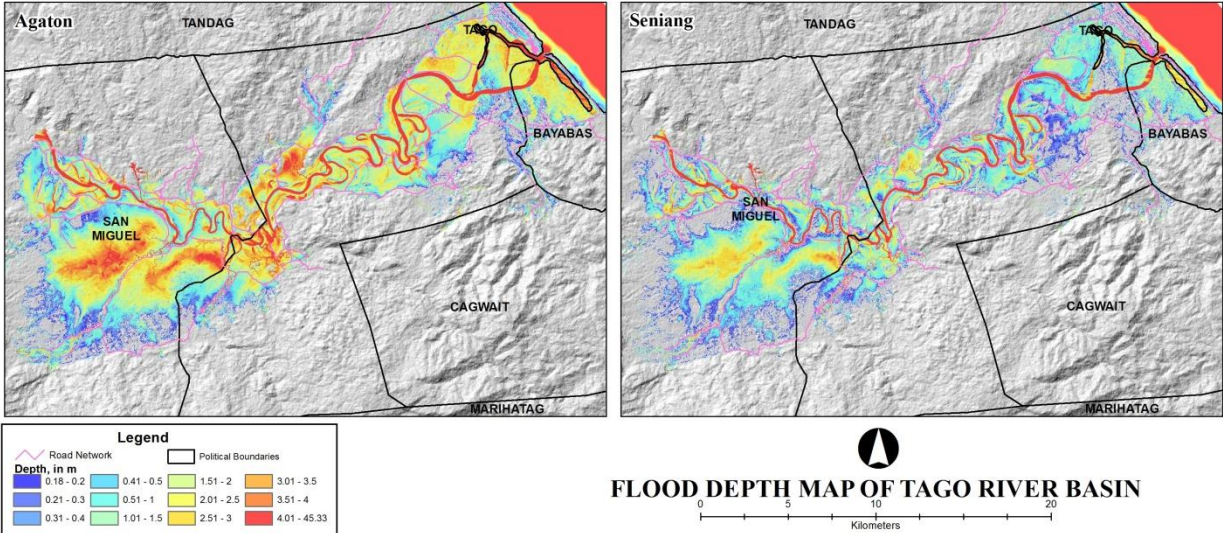 Agaton
TANDAG
TAGO
BAYABAS
SAN
MIGUEL
CAGWAIT
MARIHATAG
Seniang
TANDAG
TAGO
BAYABAS
SAN
MIGUEL
CAGWAIT
MARIHATAG
Legend
Road Network
Political Boundaries
Depth, in m
0.18 - 0.2
0.41 - 0.5
1.51 - 2
3.01 - 3.5
0.21 - 0.3
0.51 - 1
2.01 - 2.5
3.51 - 4
0.31 - 0.4
1.01 - 1.5
2.51 - 3
4.01 - 45.33
FLOOD DEPTH MAP OF TAGO RIVER BASIN
0 5 10 20
Kilometers